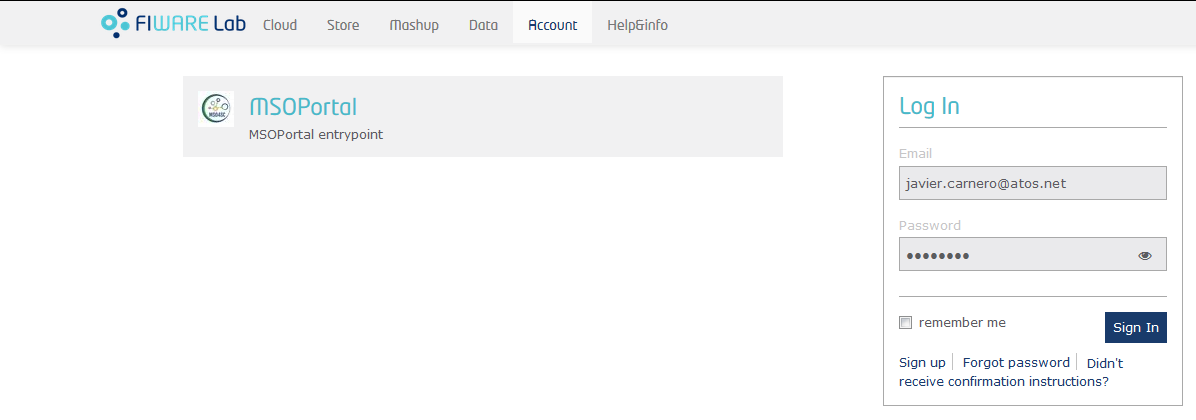 FIWARE Lab Cloud Store Mashup Data Account Help&info
MSOPortal
MSOPortal entrypoint
MSO4SC
Log In
Email
javier.carnero@atos.net
Password
••••••••
remember me
Sign In
Sign up Forgot password Didn't
receive confirmation instructions?